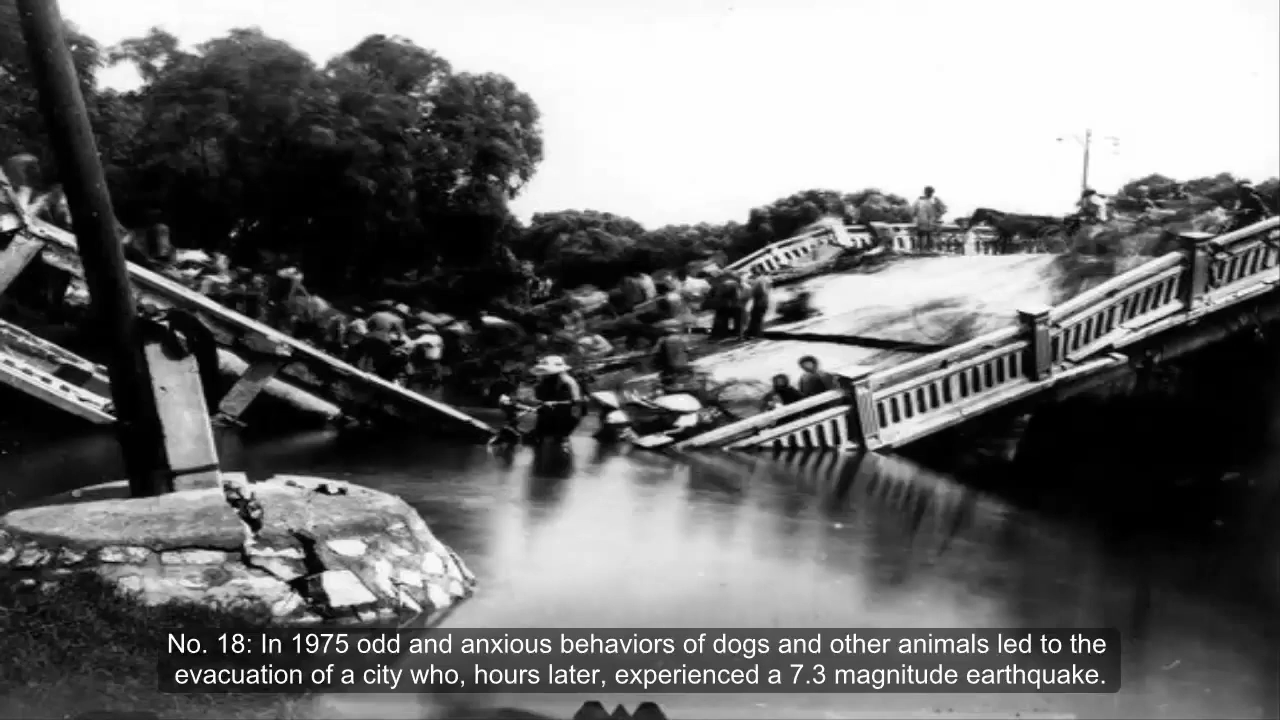 No. 18: In 1975 odd and anxious behaviors of dogs and other animals led to the
evacuation of a city who, hours later, experienced a 7.3 magnitude earthquake.